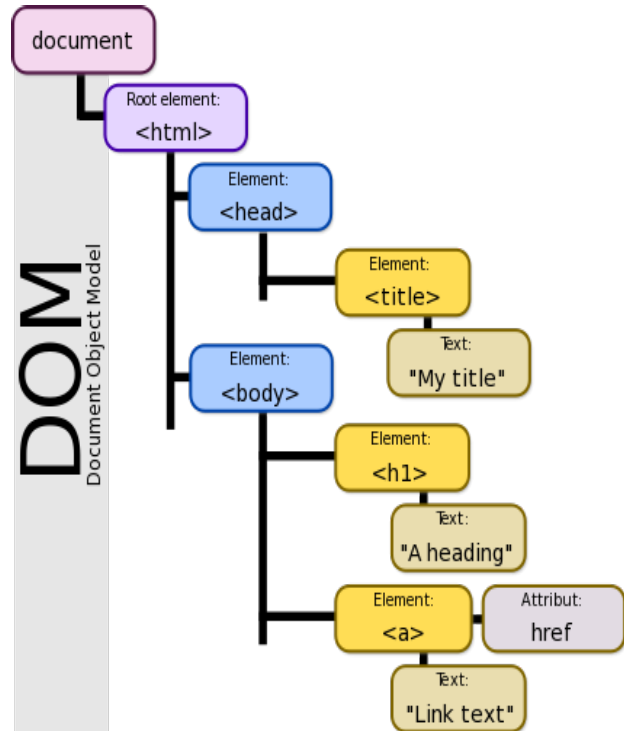 document
Root element:
<html>
Element:
<head>
Element:
<title>
Text:
"My title"
Element:
<body>
Element:
<h1>
Text:
"A heading"
Element:
<a>
Attribut:
href
Text:
"Link text"
DOM
Document Object Model